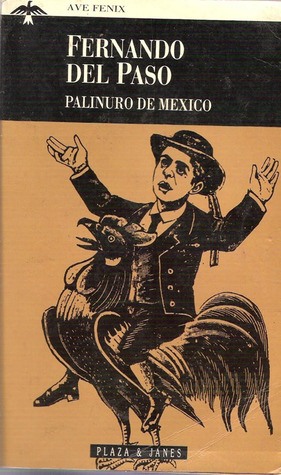 AVE FENIX
FERNANDO
DEL PASO
PALINURO DE MEXICO
PLAZA & JANES